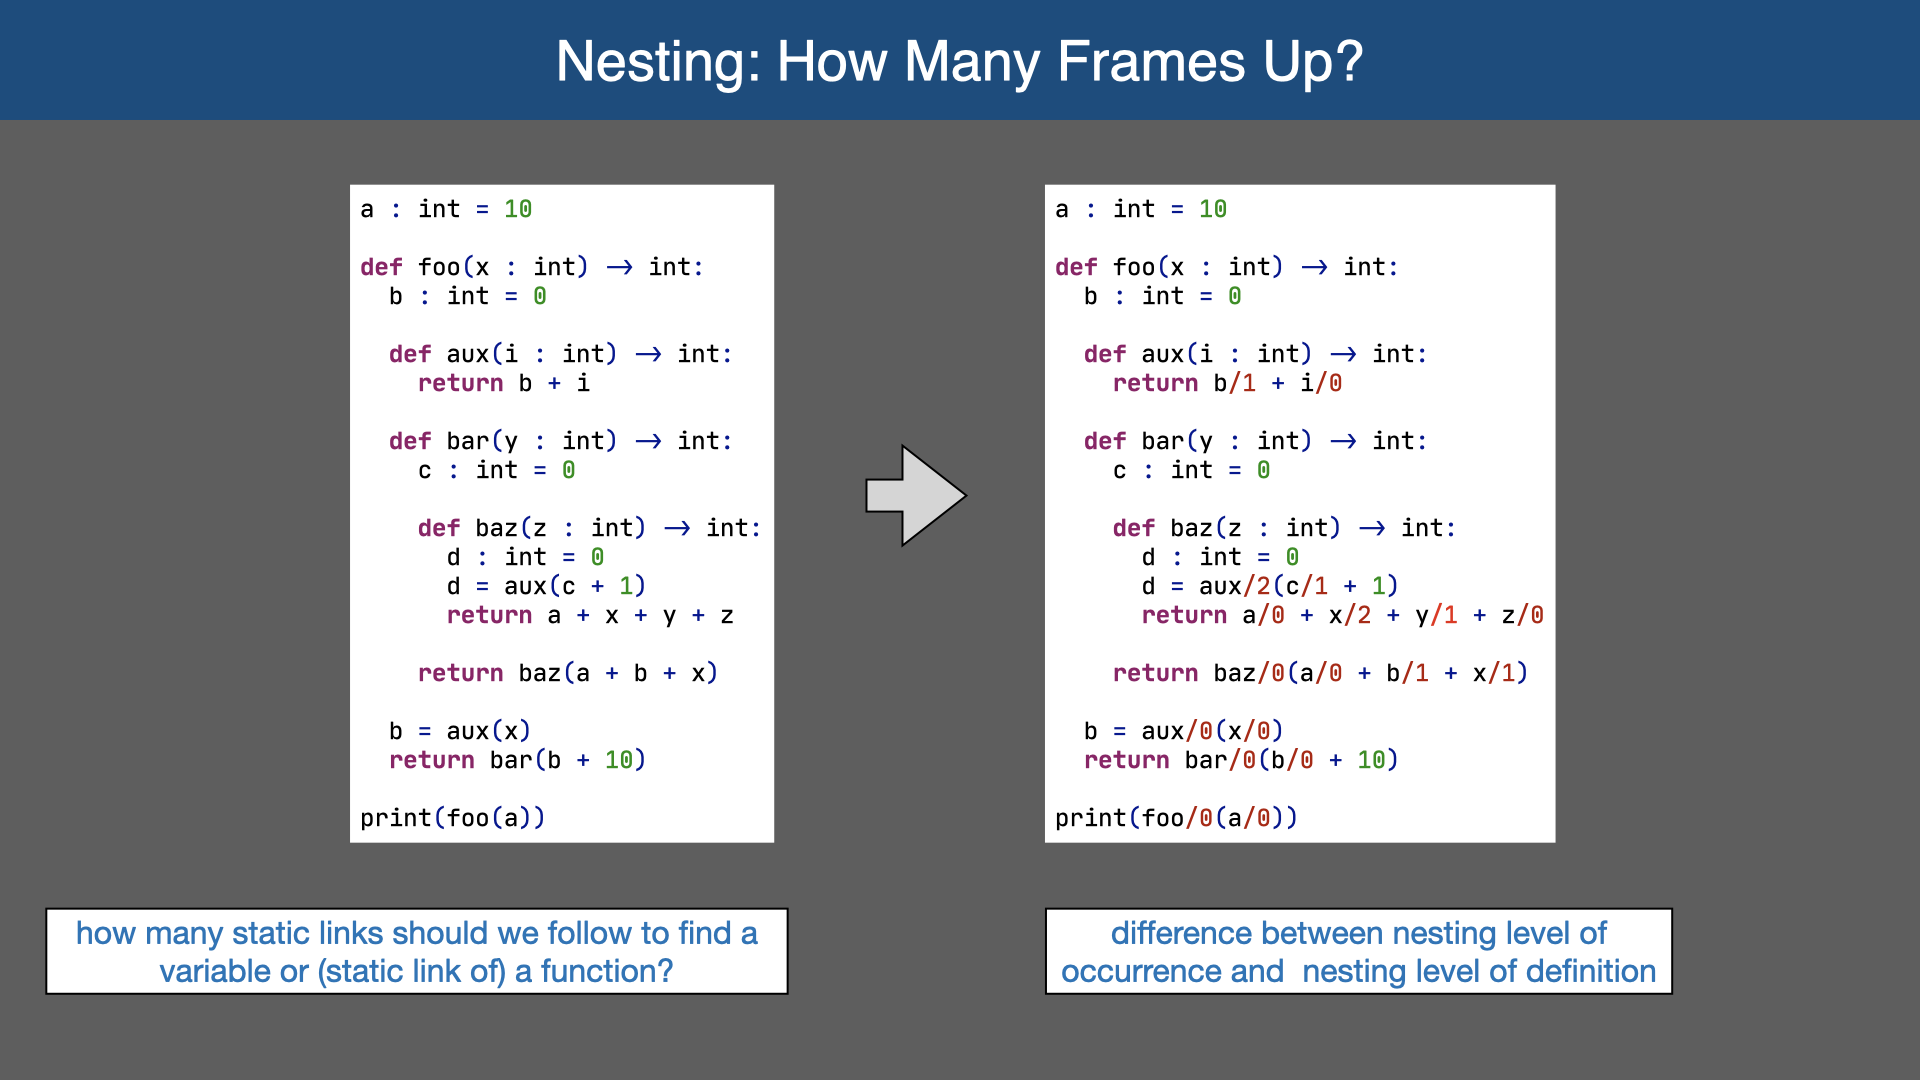 Nesting: How Many Frames Up?
a : int = 10
def foo(x : int) → int:
  b : int = 0
  def aux(i : int) → int:
    return b + i
  def bar(y : int) → int:
    c : int = 0
    def baz(z : int) → int:
      d : int = 0
      d = aux(c + 1)
      return a + x + y + z
    return baz(a + b + x)
  b = aux(x)
  return bar(b + 10)
print(foo(a))
a : int = 10
def foo(x : int) → int:
  b : int = 0
  def aux(i : int) → int:
    return b/1 + i/0
  def bar(y : int) → int:
    c : int = 0
    def baz(z : int) → int:
      d : int = 0
      d = aux/2(c/1 + 1)
      return a/0 + x/2 + y/1 + z/0
    return baz/0(a/0 + b/1 + x/1)
  b = aux/0(x/0)
  return bar/0(b/0 + 10)
print(foo/0(a/0))
how many static links should we follow to find a
variable or (static link of) a function?
difference between nesting level of
occurrence and  nesting level of definition